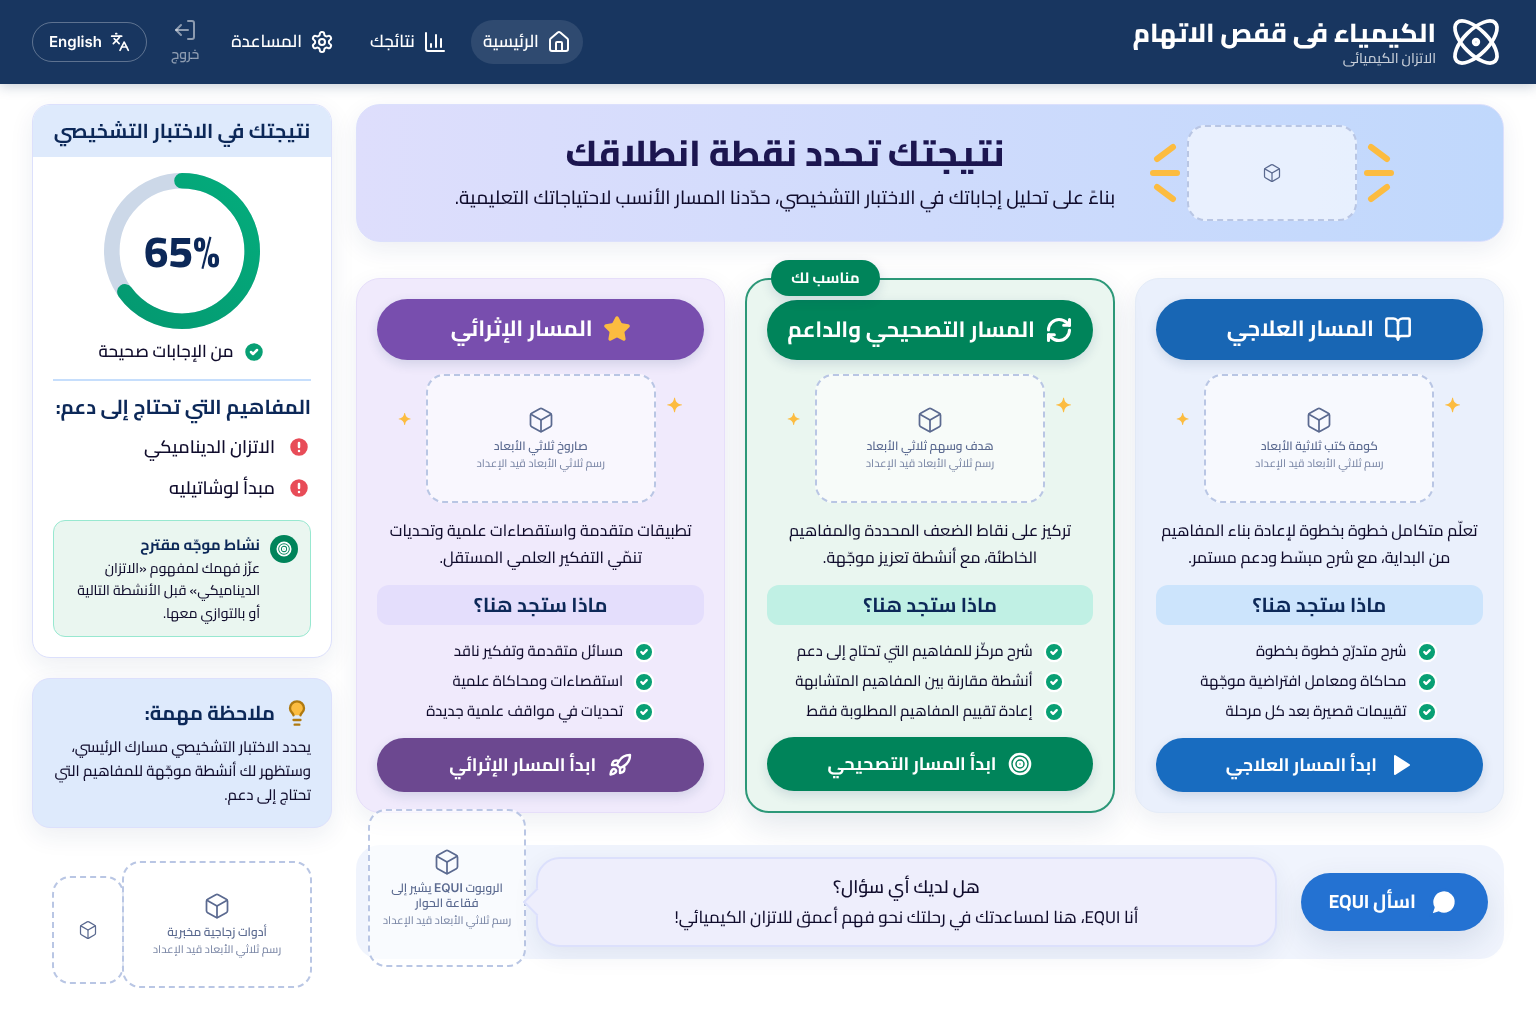 الكيمياء فى قفص الاتهام
الاتزان الكيميائى
الرئيسية
نتائجك
المساعدة
خروج
English
نتيجتك تحدد نقطة انطلاقك
بناءً على تحليل إجاباتك في الاختبار التشخيصي، حدّدنا المسار الأنسب لاحتياجاتك التعليمية.
المسار العلاجي
كومة كتب ثلاثية الأبعاد
رسم ثلاثي الأبعاد قيد الإعداد
تعلّم متكامل خطوة بخطوة لإعادة بناء المفاهيم
من البداية، مع شرح مبسّط ودعم مستمر.
ماذا ستجد هنا؟
شرح متدرّج خطوة بخطوة
محاكاة ومعامل افتراضية موجّهة
تقييمات قصيرة بعد كل مرحلة
ابدأ المسار العلاجي
مناسب لك
المسار التصحيحي والداعم
هدف وسهم ثلاثي الأبعاد
رسم ثلاثي الأبعاد قيد الإعداد
تركيز على نقاط الضعف المحددة والمفاهيم
الخاطئة، مع أنشطة تعزيز موجّهة.
ماذا ستجد هنا؟
شرح مركّز للمفاهيم التي تحتاج إلى دعم
أنشطة مقارنة بين المفاهيم المتشابهة
إعادة تقييم المفاهيم المطلوبة فقط
ابدأ المسار التصحيحي
المسار الإثرائي
صاروخ ثلاثي الأبعاد
رسم ثلاثي الأبعاد قيد الإعداد
تطبيقات متقدمة واستقصاءات علمية وتحديات
تنمّي التفكير العلمي المستقل.
ماذا ستجد هنا؟
مسائل متقدمة وتفكير ناقد
استقصاءات ومحاكاة علمية
تحديات في مواقف علمية جديدة
ابدأ المسار الإثرائي
اسأل EQUI
هل لديك أي سؤال؟
أنا EQUI، هنا لمساعدتك في رحلتك نحو فهم أعمق للاتزان الكيميائي!
الروبوت EQUI يشير إلى
فقاعة الحوار
رسم ثلاثي الأبعاد قيد الإعداد
نتيجتك في الاختبار التشخيصي
65%
من الإجابات صحيحة
المفاهيم التي تحتاج إلى دعم:
الاتزان الديناميكي
مبدأ لوشاتيليه
نشاط موجّه مقترح
عزّز فهمك لمفهوم «الاتزان
الديناميكي» قبل الأنشطة التالية
أو بالتوازي معها.
ملاحظة مهمة:
يحدد الاختبار التشخيصي مسارك الرئيسي،
وستظهر لك أنشطة موجّهة للمفاهيم التي
تحتاج إلى دعم.
أدوات زجاجية مخبرية
رسم ثلاثي الأبعاد قيد الإعداد